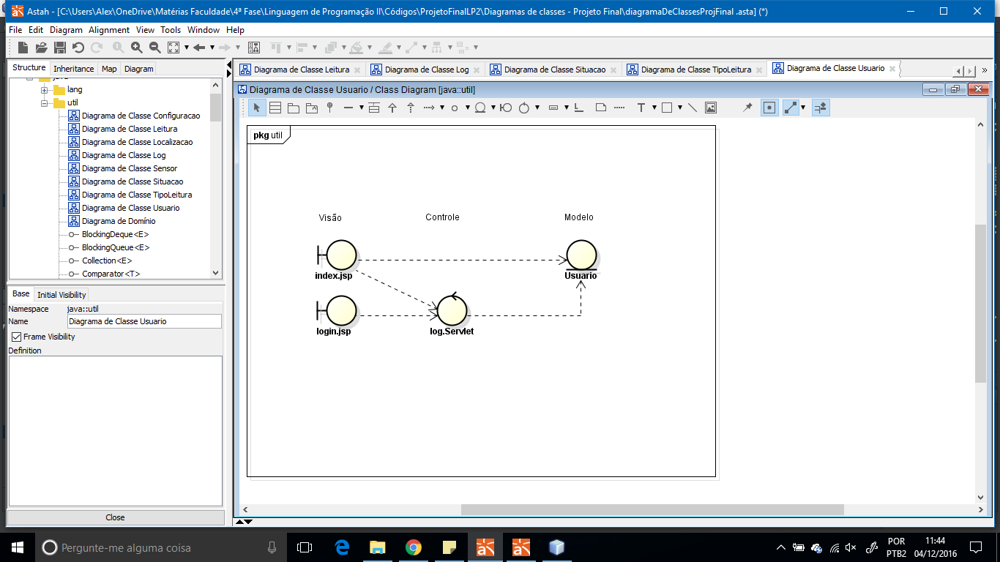 Astah - [C:\Users\Alex\OneDrive\Matérias Faculdade\4ª Fase\Linguagem de Programação II\Códigos\ProjetoFinalLP2\Diagramas de classes - Projeto Final\diagramaDeClassesProjFinal .asta] (*)
File Edit Diagram Alignment View Tools Window Help
Structure Inheritance Map Diagram
Diagrama de Classe Leitura Diagrama de Classe Log Diagrama de Classe Situacao Diagrama de Classe TipoLeitura Diagrama de Classe Usuario
lang
util
Diagrama de Classe Configuracao
Diagrama de Classe Leitura
Diagrama de Classe Localizacao
Diagrama de Classe Log
Diagrama de Classe Sensor
Diagrama de Classe Situacao
Diagrama de Classe TipoLeitura
Diagrama de Classe Usuario
Diagrama de Domínio
BlockingDeque<E>
BlockingQueue<E>
Collection<E>
Comparator<T>
Base Initial Visibility
Namespace java::util
Name Diagrama de Classe Usuario
Frame Visibility
Definition
Close
Diagrama de Classe Usuario / Class Diagram [java::util]
T
pkg util
Visão Controle Modelo
index.jsp Usuario
login.jsp log.Servlet
Pergunte-me alguma coisa
POR
PTB2
11:44
04/12/2016